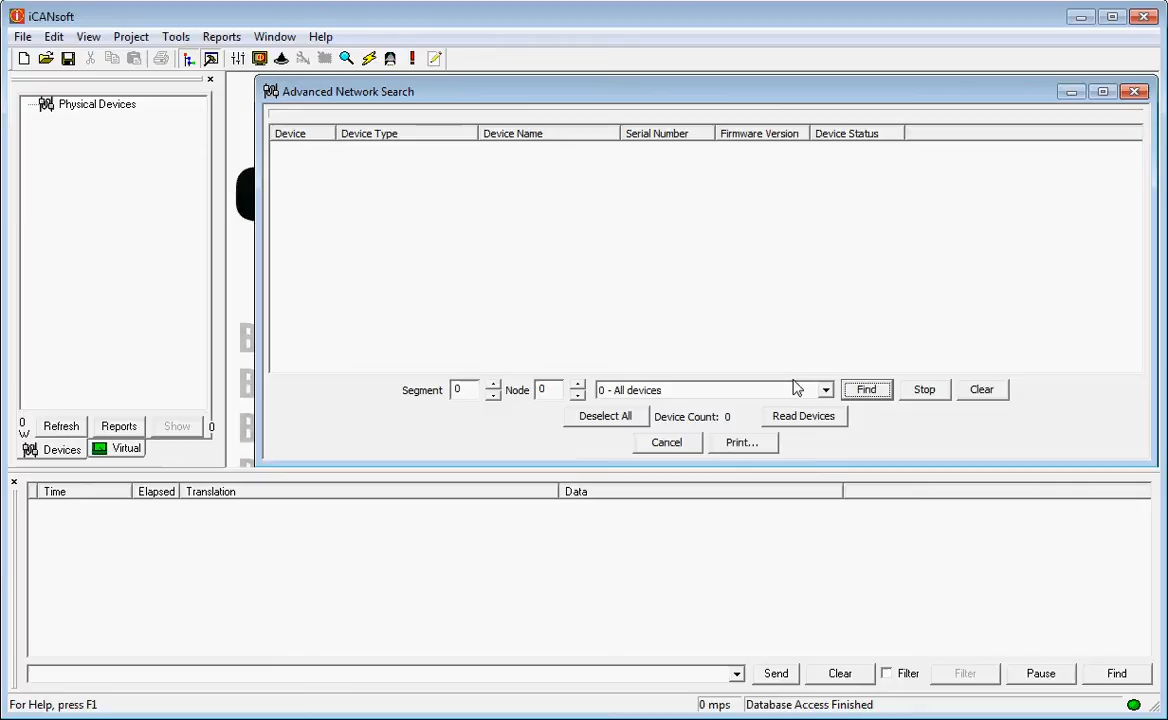 iCANsoft
File Edit View Project Tools Reports Window Help
Physical Devices
Advanced Network Search
Device Device Type Device Name Serial Number Firmware Version Device Status
Segment 0 Node 0 0 - All devices Find Stop Clear
Deselect All Device Count: 0 Read Devices
Cancel Print...
0 W Refresh Reports Show 0
Devices Virtual
Time Elapsed Translation Data
Send Clear Filter Filter Pause Find
For Help, press F1 0 mps Database Access Finished